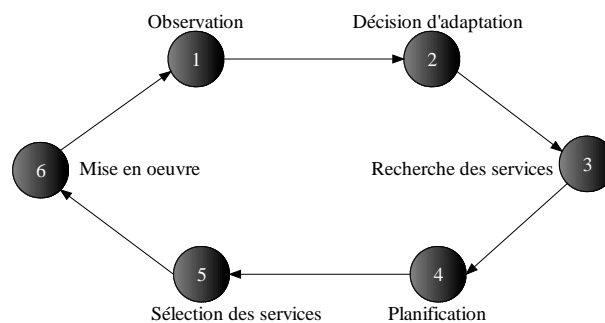 Observation
Décision d'adaptation
1
2
6
Mise en oeuvre
Recherche des services
3
5
4
Sélection des services
Planification